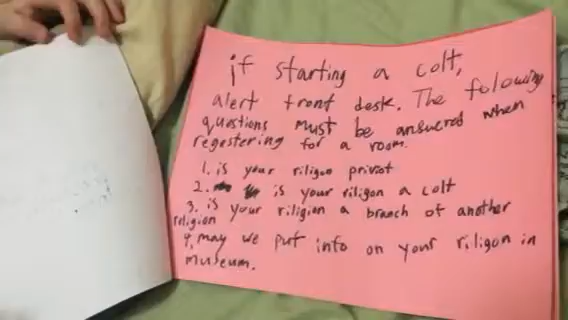 if starting a colt,
alert front desk. The folowing
questions must be answered when
regestering for a room.
1. is your riligon privat
2. is your riligon a colt
3. is your riligion a branch of another
religion
4. may we put info on your riligon in
museum.